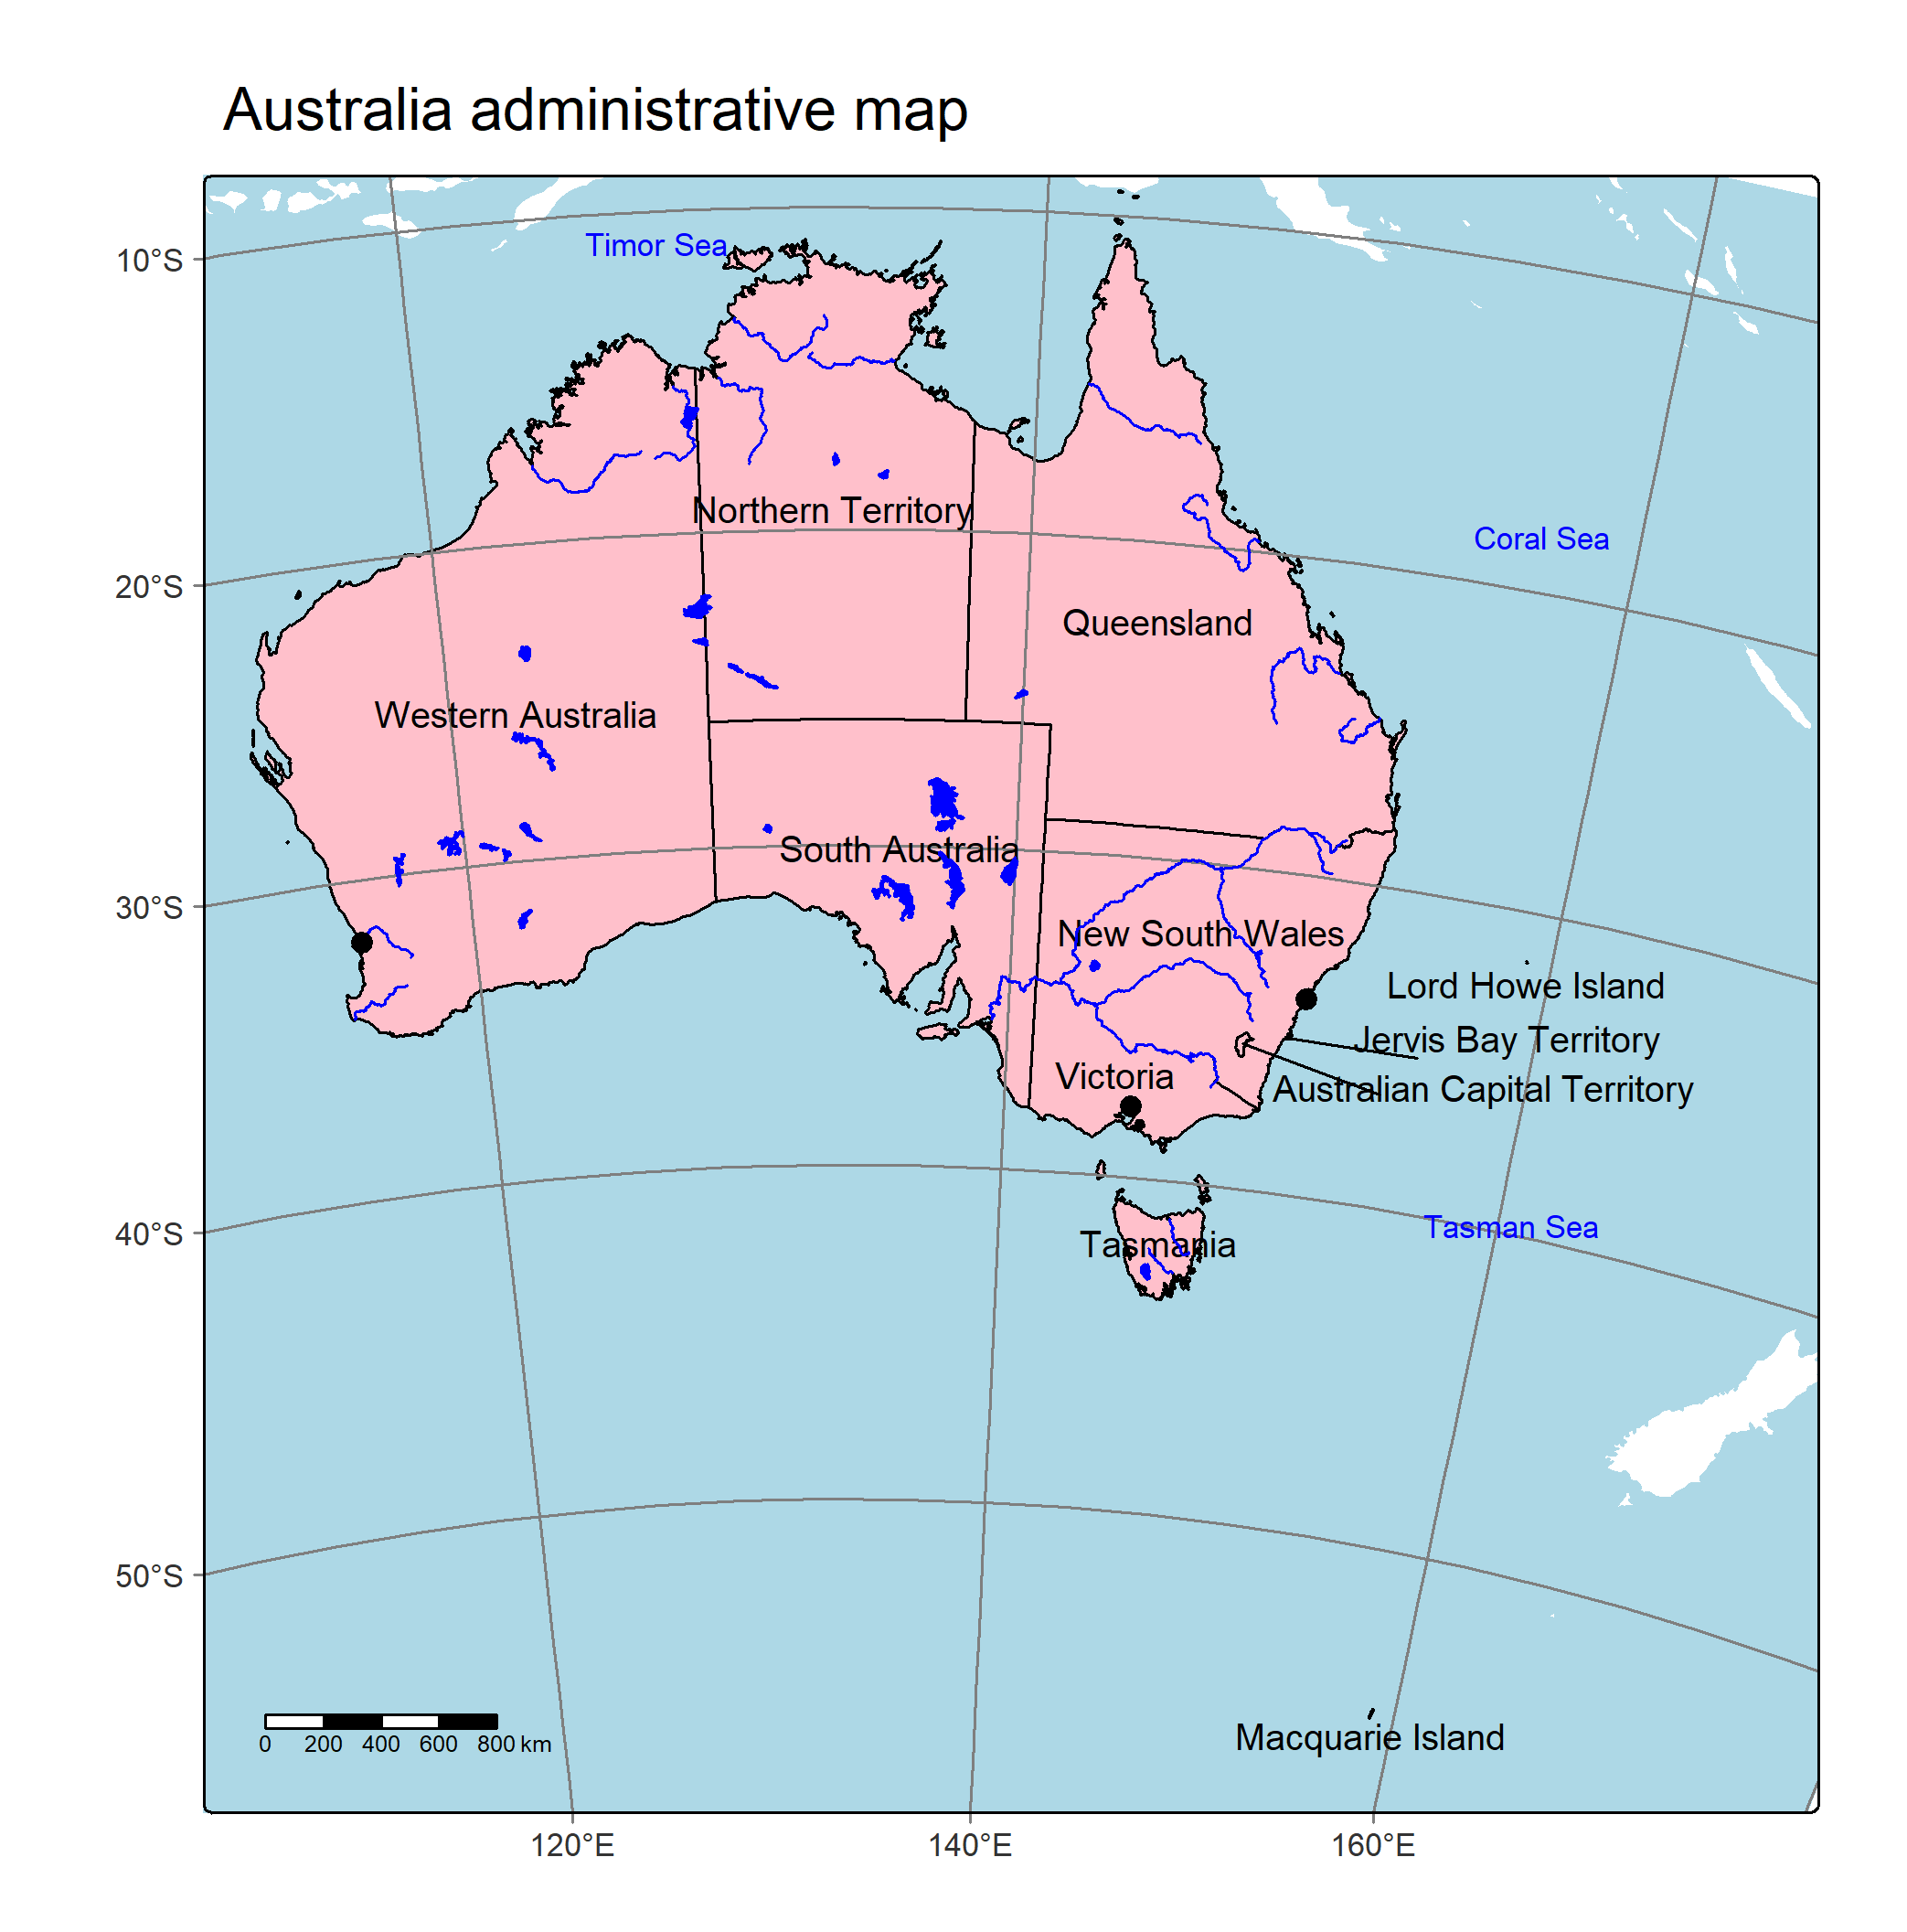 Australia administrative map
Timor Sea
10°S
Northern Territory
Coral Sea
20°S
Queensland
Western Australia
South Australia
30°S
New South Wales
Lord Howe Island
Jervis Bay Territory
Victoria
Australian Capital Territory
Tasman Sea
40°S
Tasmania
50°S
Macquarie Island
0 200 400 600 800 km
120°E 140°E 160°E